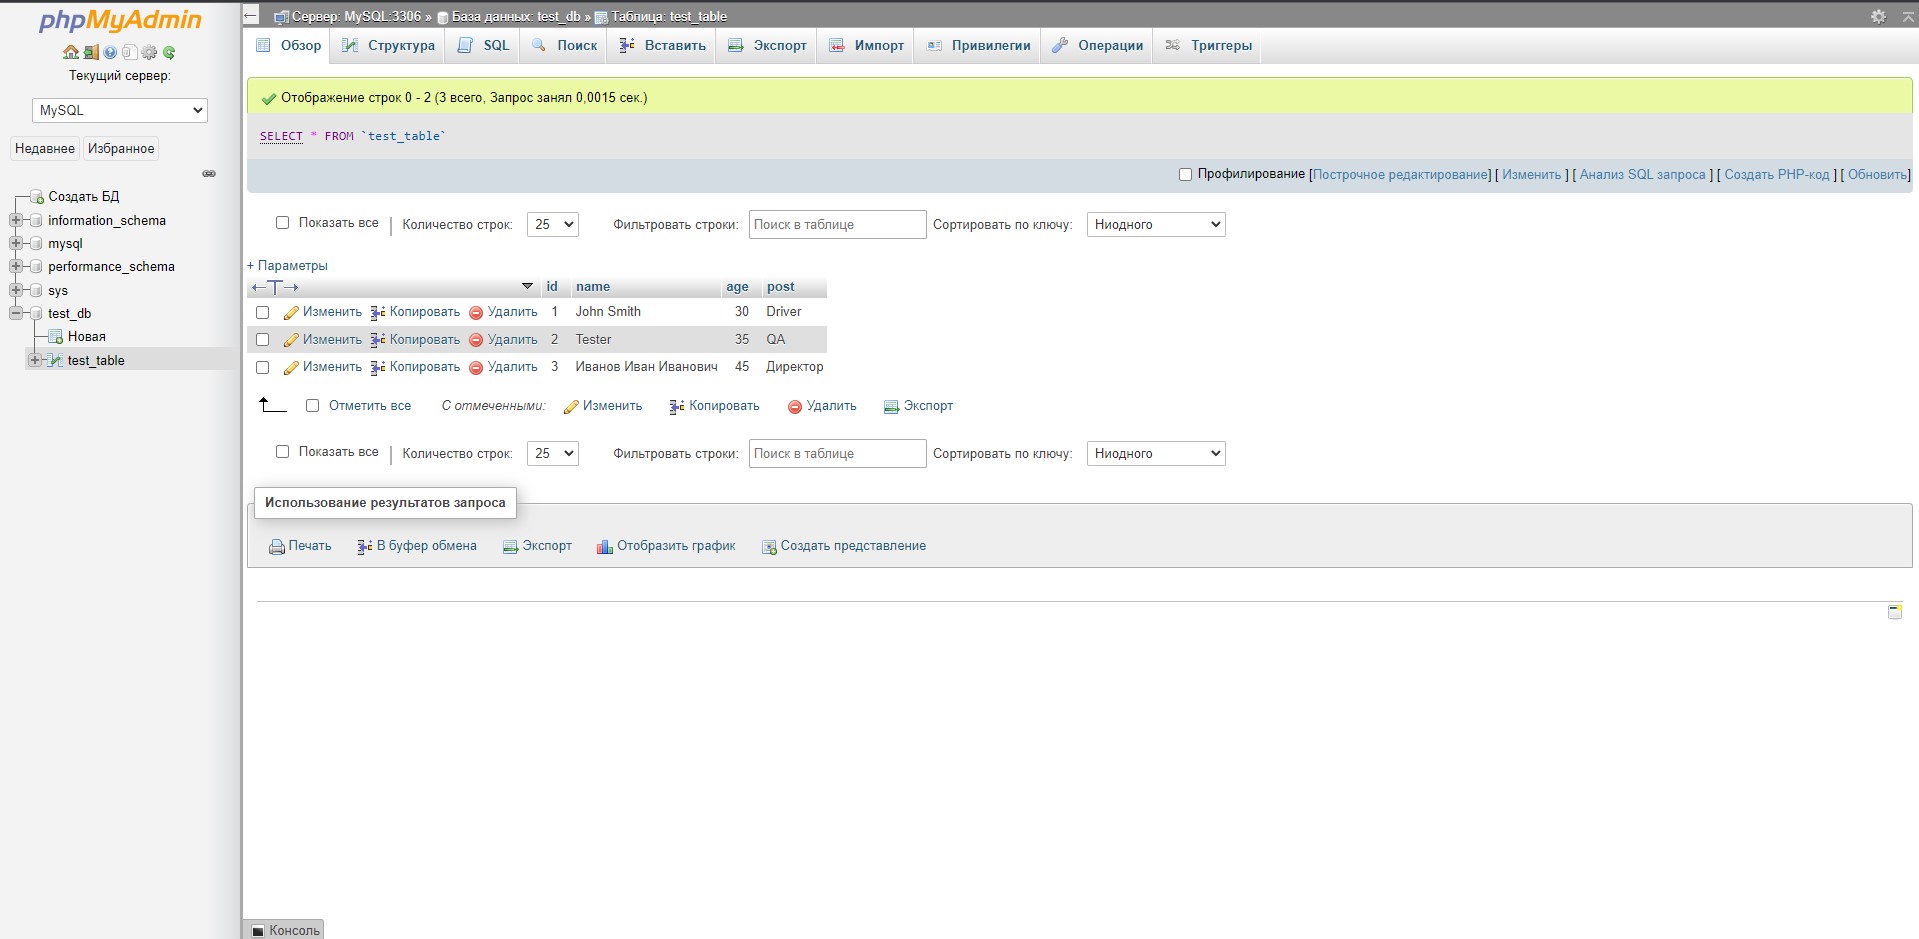 phpMyAdmin
Текущий сервер:
MySQL
Недавнее Избранное
Создать БД
information_schema
mysql
performance_schema
sys
test_db
Новая
test_table
Сервер: MySQL:3306 » База данных: test_db » Таблица: test_table
Обзор Структура SQL Поиск Вставить Экспорт Импорт Привилегии Операции Триггеры
Отображение строк 0 - 2 (3 всего, Запрос занял 0,0015 сек.)
SELECT * FROM `test_table`
Профилирование [Построчное редактирование] [ Изменить ] [ Анализ SQL запроса ] [ Создать PHP-код ] [ Обновить]
Показать все | Количество строк: 25 Фильтровать строки: Поиск в таблице Сортировать по ключу: Ниодного
+ Параметры
←T→ id name age post
Изменить Копировать Удалить 1 John Smith 30 Driver
Изменить Копировать Удалить 2 Tester 35 QA
Изменить Копировать Удалить 3 Иванов Иван Иванович 45 Директор
Отметить все С отмеченными: Изменить Копировать Удалить Экспорт
Показать все | Количество строк: 25 Фильтровать строки: Поиск в таблице Сортировать по ключу: Ниодного
Использование результатов запроса
Печать В буфер обмена Экспорт Отобразить график Создать представление
Консоль